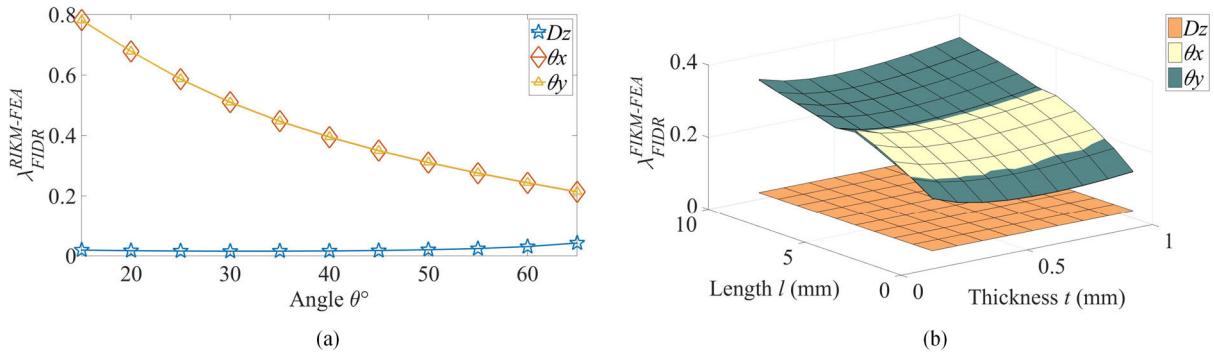 0.8
0.6
0.4
0.2
0
20
30
40
50
60
Angle θ°
λ^{RIKM-FEA}_{FIDR}
Dz
θx
θy
(a)
0.4
0.2
0
10
5
0
0
0.5
1
λ^{FIKM-FEA}_{FIDR}
Length l (mm)
Thickness t (mm)
Dz
θx
θy
(b)